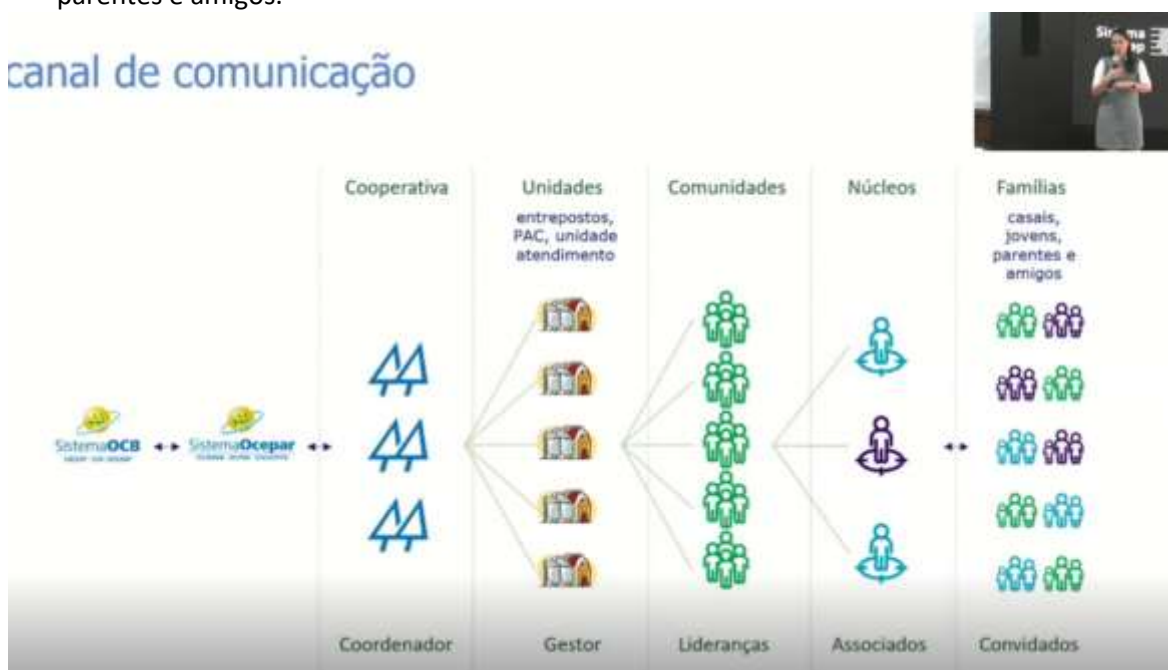 parentes e amigos.
canal de comunicação
Cooperativa
Unidades
entrepostos,
PAC, unidade
atendimento
Comunidades
Núcleos
Famílias
casais,
jovens,
parentes e
amigos
SistemaOCB
SistemaOcepar
Coordenador
Gestor
Lideranças
Associados
Convidados